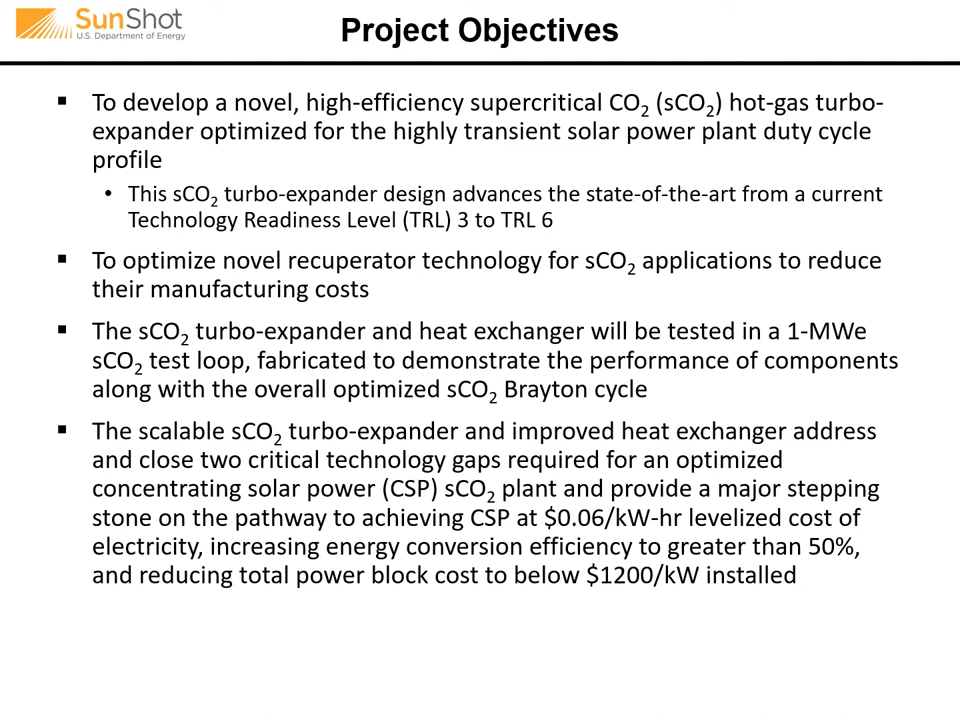 SunShot
U.S. Department of Energy
Project Objectives
▪ To develop a novel, high-efficiency supercritical CO₂ (sCO₂) hot-gas turbo-
expander optimized for the highly transient solar power plant duty cycle
profile
• This sCO₂ turbo-expander design advances the state-of-the-art from a current
Technology Readiness Level (TRL) 3 to TRL 6
▪ To optimize novel recuperator technology for sCO₂ applications to reduce
their manufacturing costs
▪ The sCO₂ turbo-expander and heat exchanger will be tested in a 1-MWe
sCO₂ test loop, fabricated to demonstrate the performance of components
along with the overall optimized sCO₂ Brayton cycle
▪ The scalable sCO₂ turbo-expander and improved heat exchanger address
and close two critical technology gaps required for an optimized
concentrating solar power (CSP) sCO₂ plant and provide a major stepping
stone on the pathway to achieving CSP at $0.06/kW-hr levelized cost of
electricity, increasing energy conversion efficiency to greater than 50%,
and reducing total power block cost to below $1200/kW installed